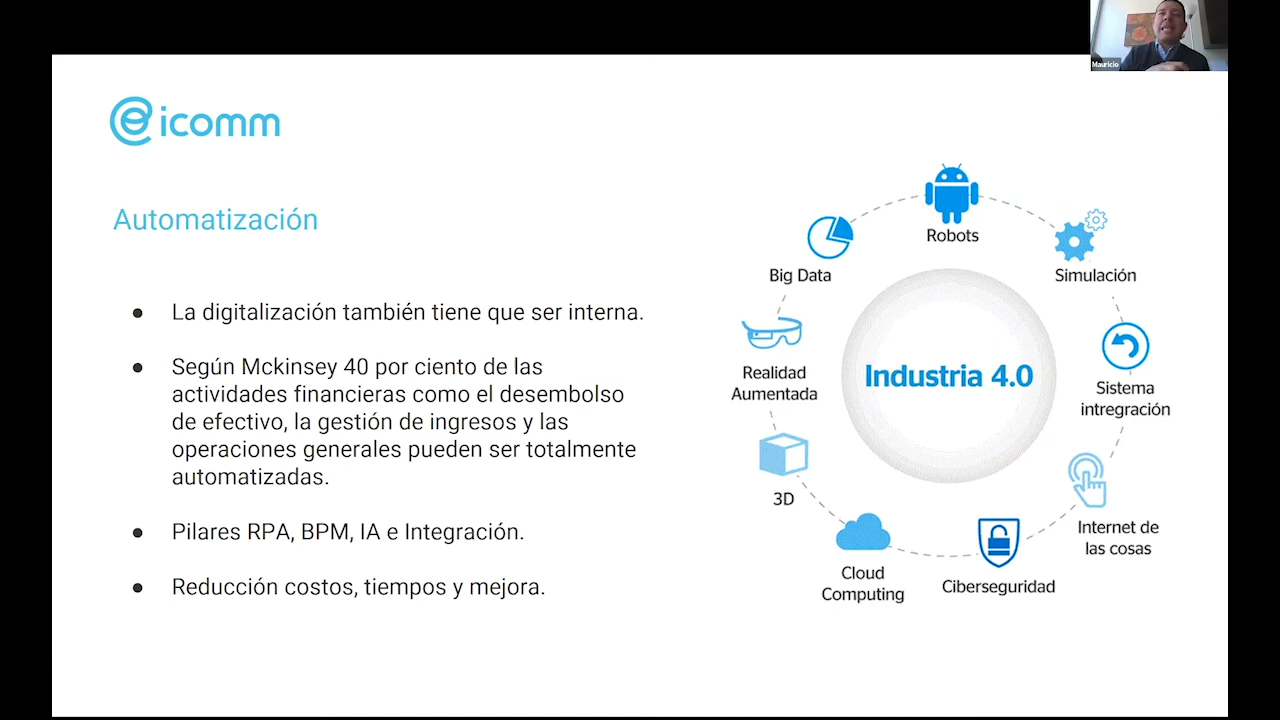 Mauricio
icomm
Automatización
● La digitalización también tiene que ser interna.
● Según Mckinsey 40 por ciento de las
actividades financieras como el desembolso
de efectivo, la gestión de ingresos y las
operaciones generales pueden ser totalmente
automatizadas.
● Pilares RPA, BPM, IA e Integración.
● Reducción costos, tiempos y mejora.
Robots
Simulación
Sistema
intregración
Internet de
las cosas
Ciberseguridad
Cloud
Computing
3D
Realidad
Aumentada
Big Data
Industria 4.0